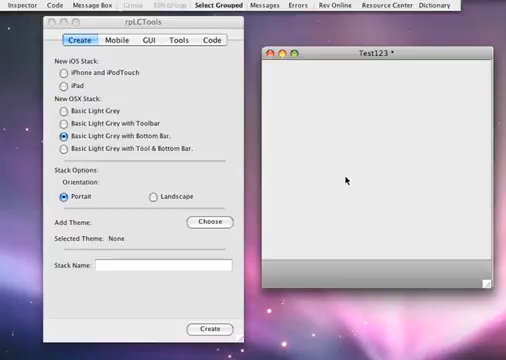 Inspector Code Message Box Canvas Edit Group Select Grouped Messages Errors Rev Online Resource Center Dictionary
rpLCTools
Create Mobile GUI Tools Code
New iOS Stack:
iPhone and iPodTouch
iPad
New OSX Stack:
Basic Light Grey
Basic Light Grey with Toolbar
Basic Light Grey with Bottom Bar.
Basic Light Grey with Tool & Bottom Bar.
Stack Options:
Orientation:
Portait Landscape
Add Theme: Choose
Selected Theme: None
Stack Name:
Create
Test123 *